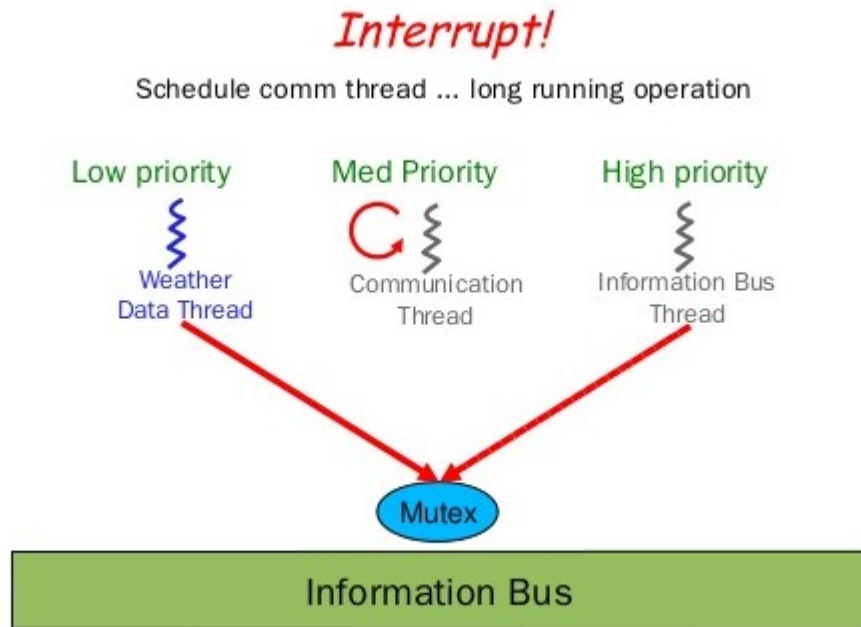 Interrupt!
Schedule comm thread ... long running operation
Low priority
Med Priority
High priority
Weather
Data Thread
Communication
Thread
Information Bus
Thread
Mutex
Information Bus